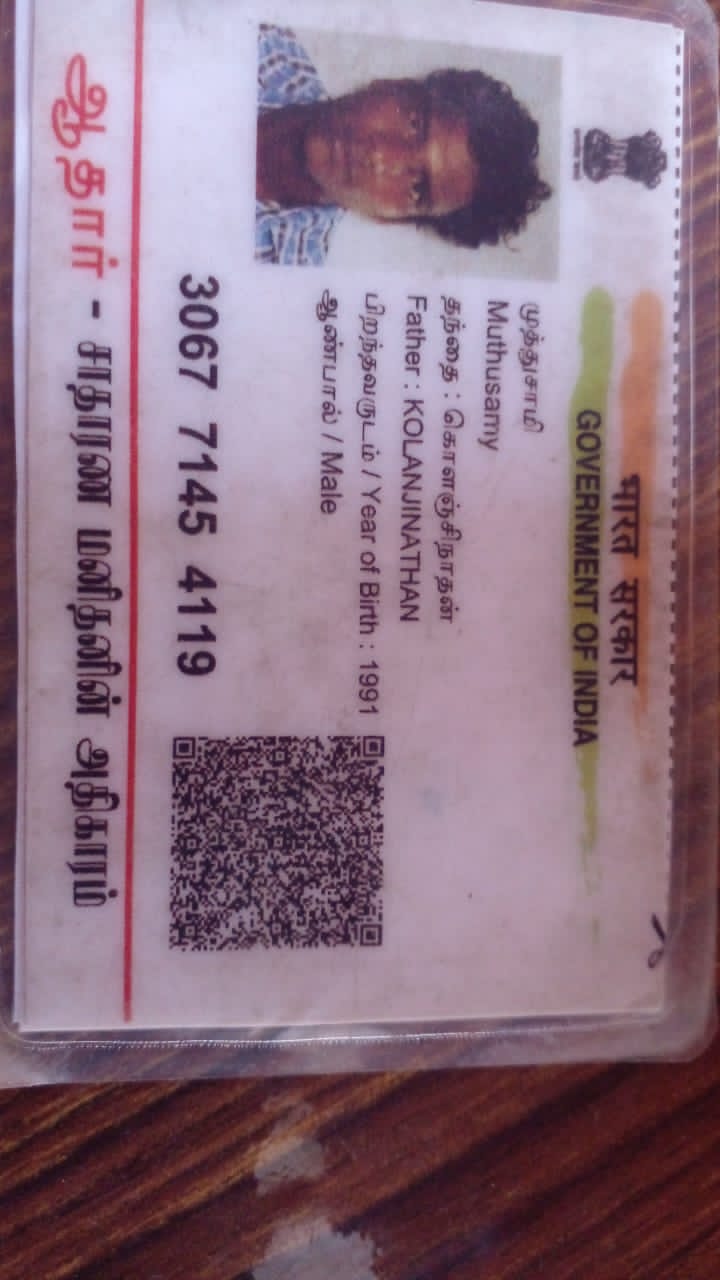 भारत सरकार
GOVERNMENT OF INDIA
முத்துசாமி
Muthusamy
தந்தை : கொளஞ்சிநாதன்
Father : KOLANJINATHAN
பிறந்தவருடம் / Year of Birth : 1991
ஆண்பால் / Male
3067 7145 4119
ஆதார் - சாதாரண மனிதனின் அதிகாரம்